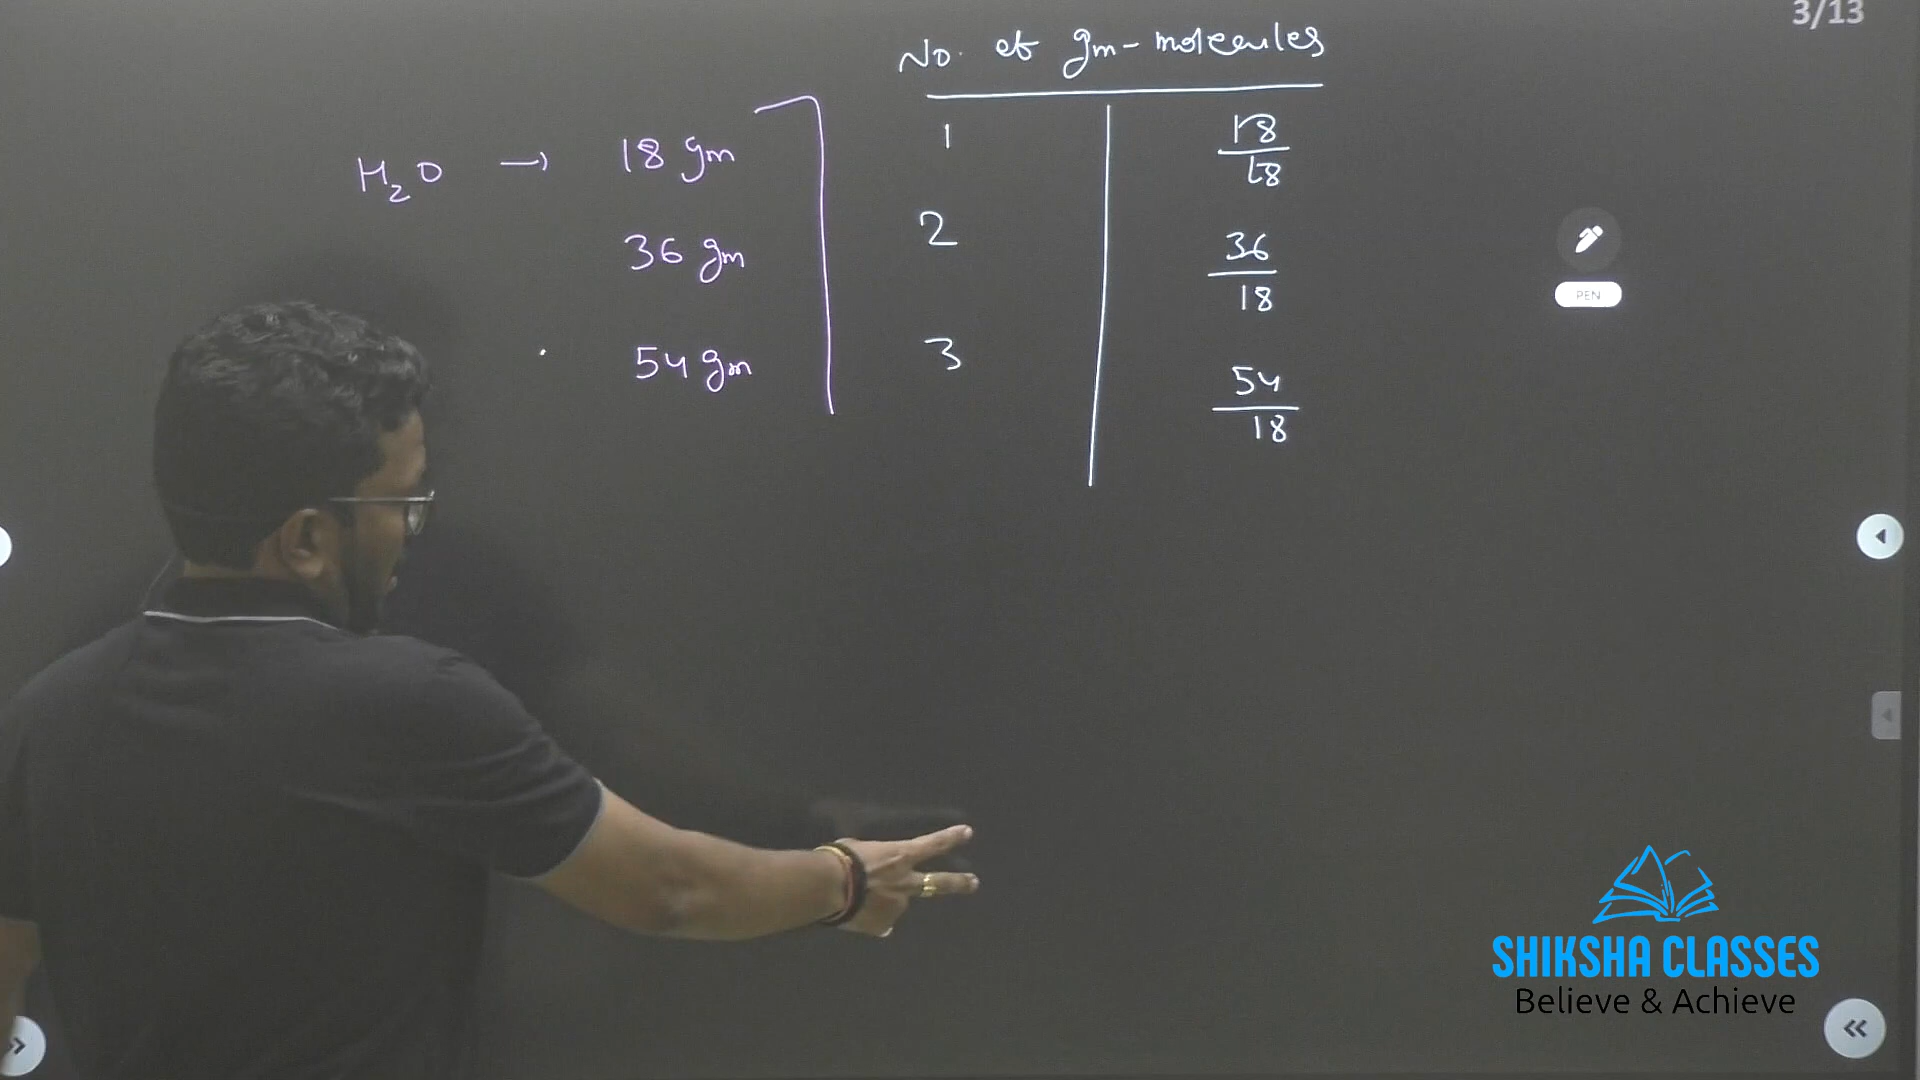 3/13
No. of gm-molecules
H2O → 18 gm 1 18/18
36 gm 2 36/18
54 gm 3 54/18
PEN
SHIKSHA CLASSES
Believe & Achieve